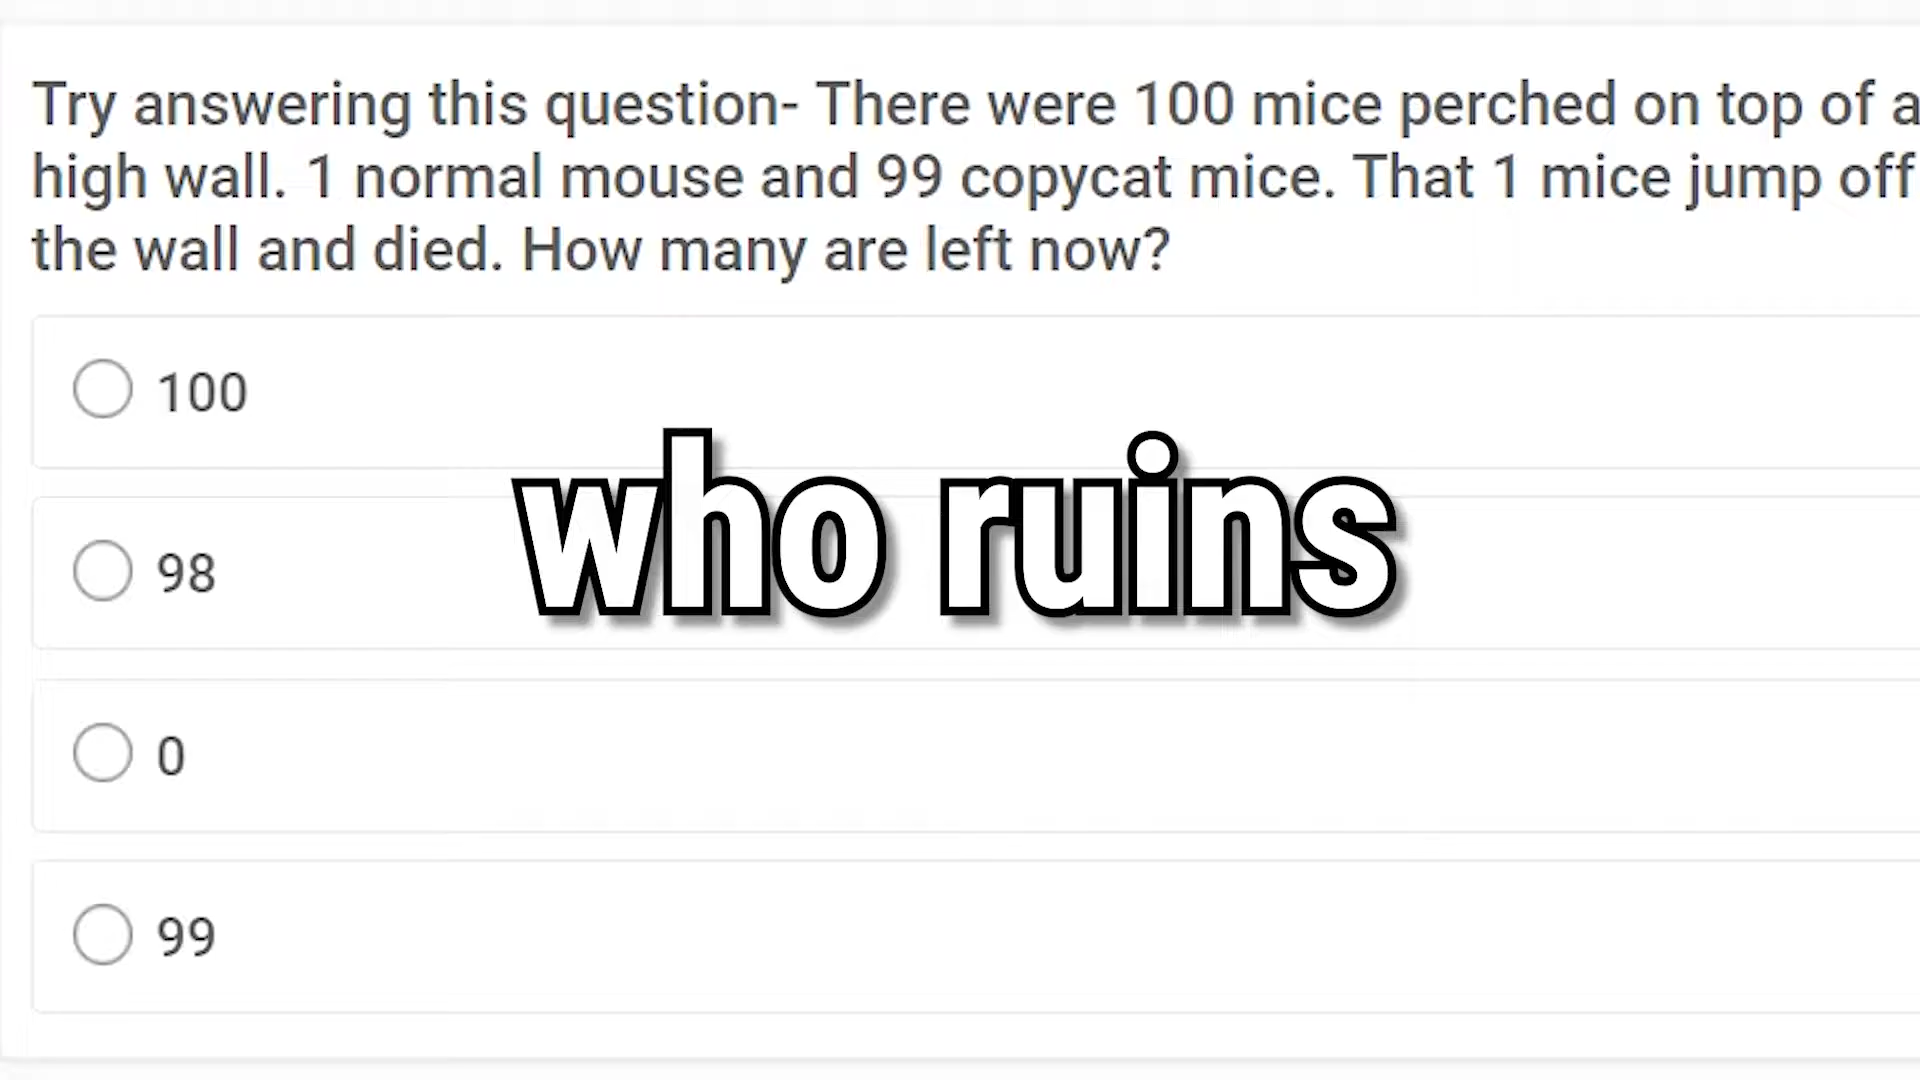 Try answering this question- There were 100 mice perched on top of a
high wall. 1 normal mouse and 99 copycat mice. That 1 mice jump off
the wall and died. How many are left now?
100
who ruins
98
0
99